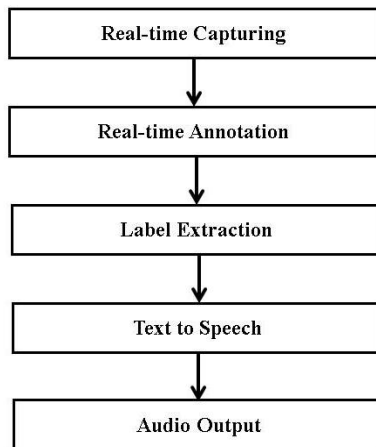 Real-time Capturing
Real-time Annotation
Label Extraction
Text to Speech
Audio Output